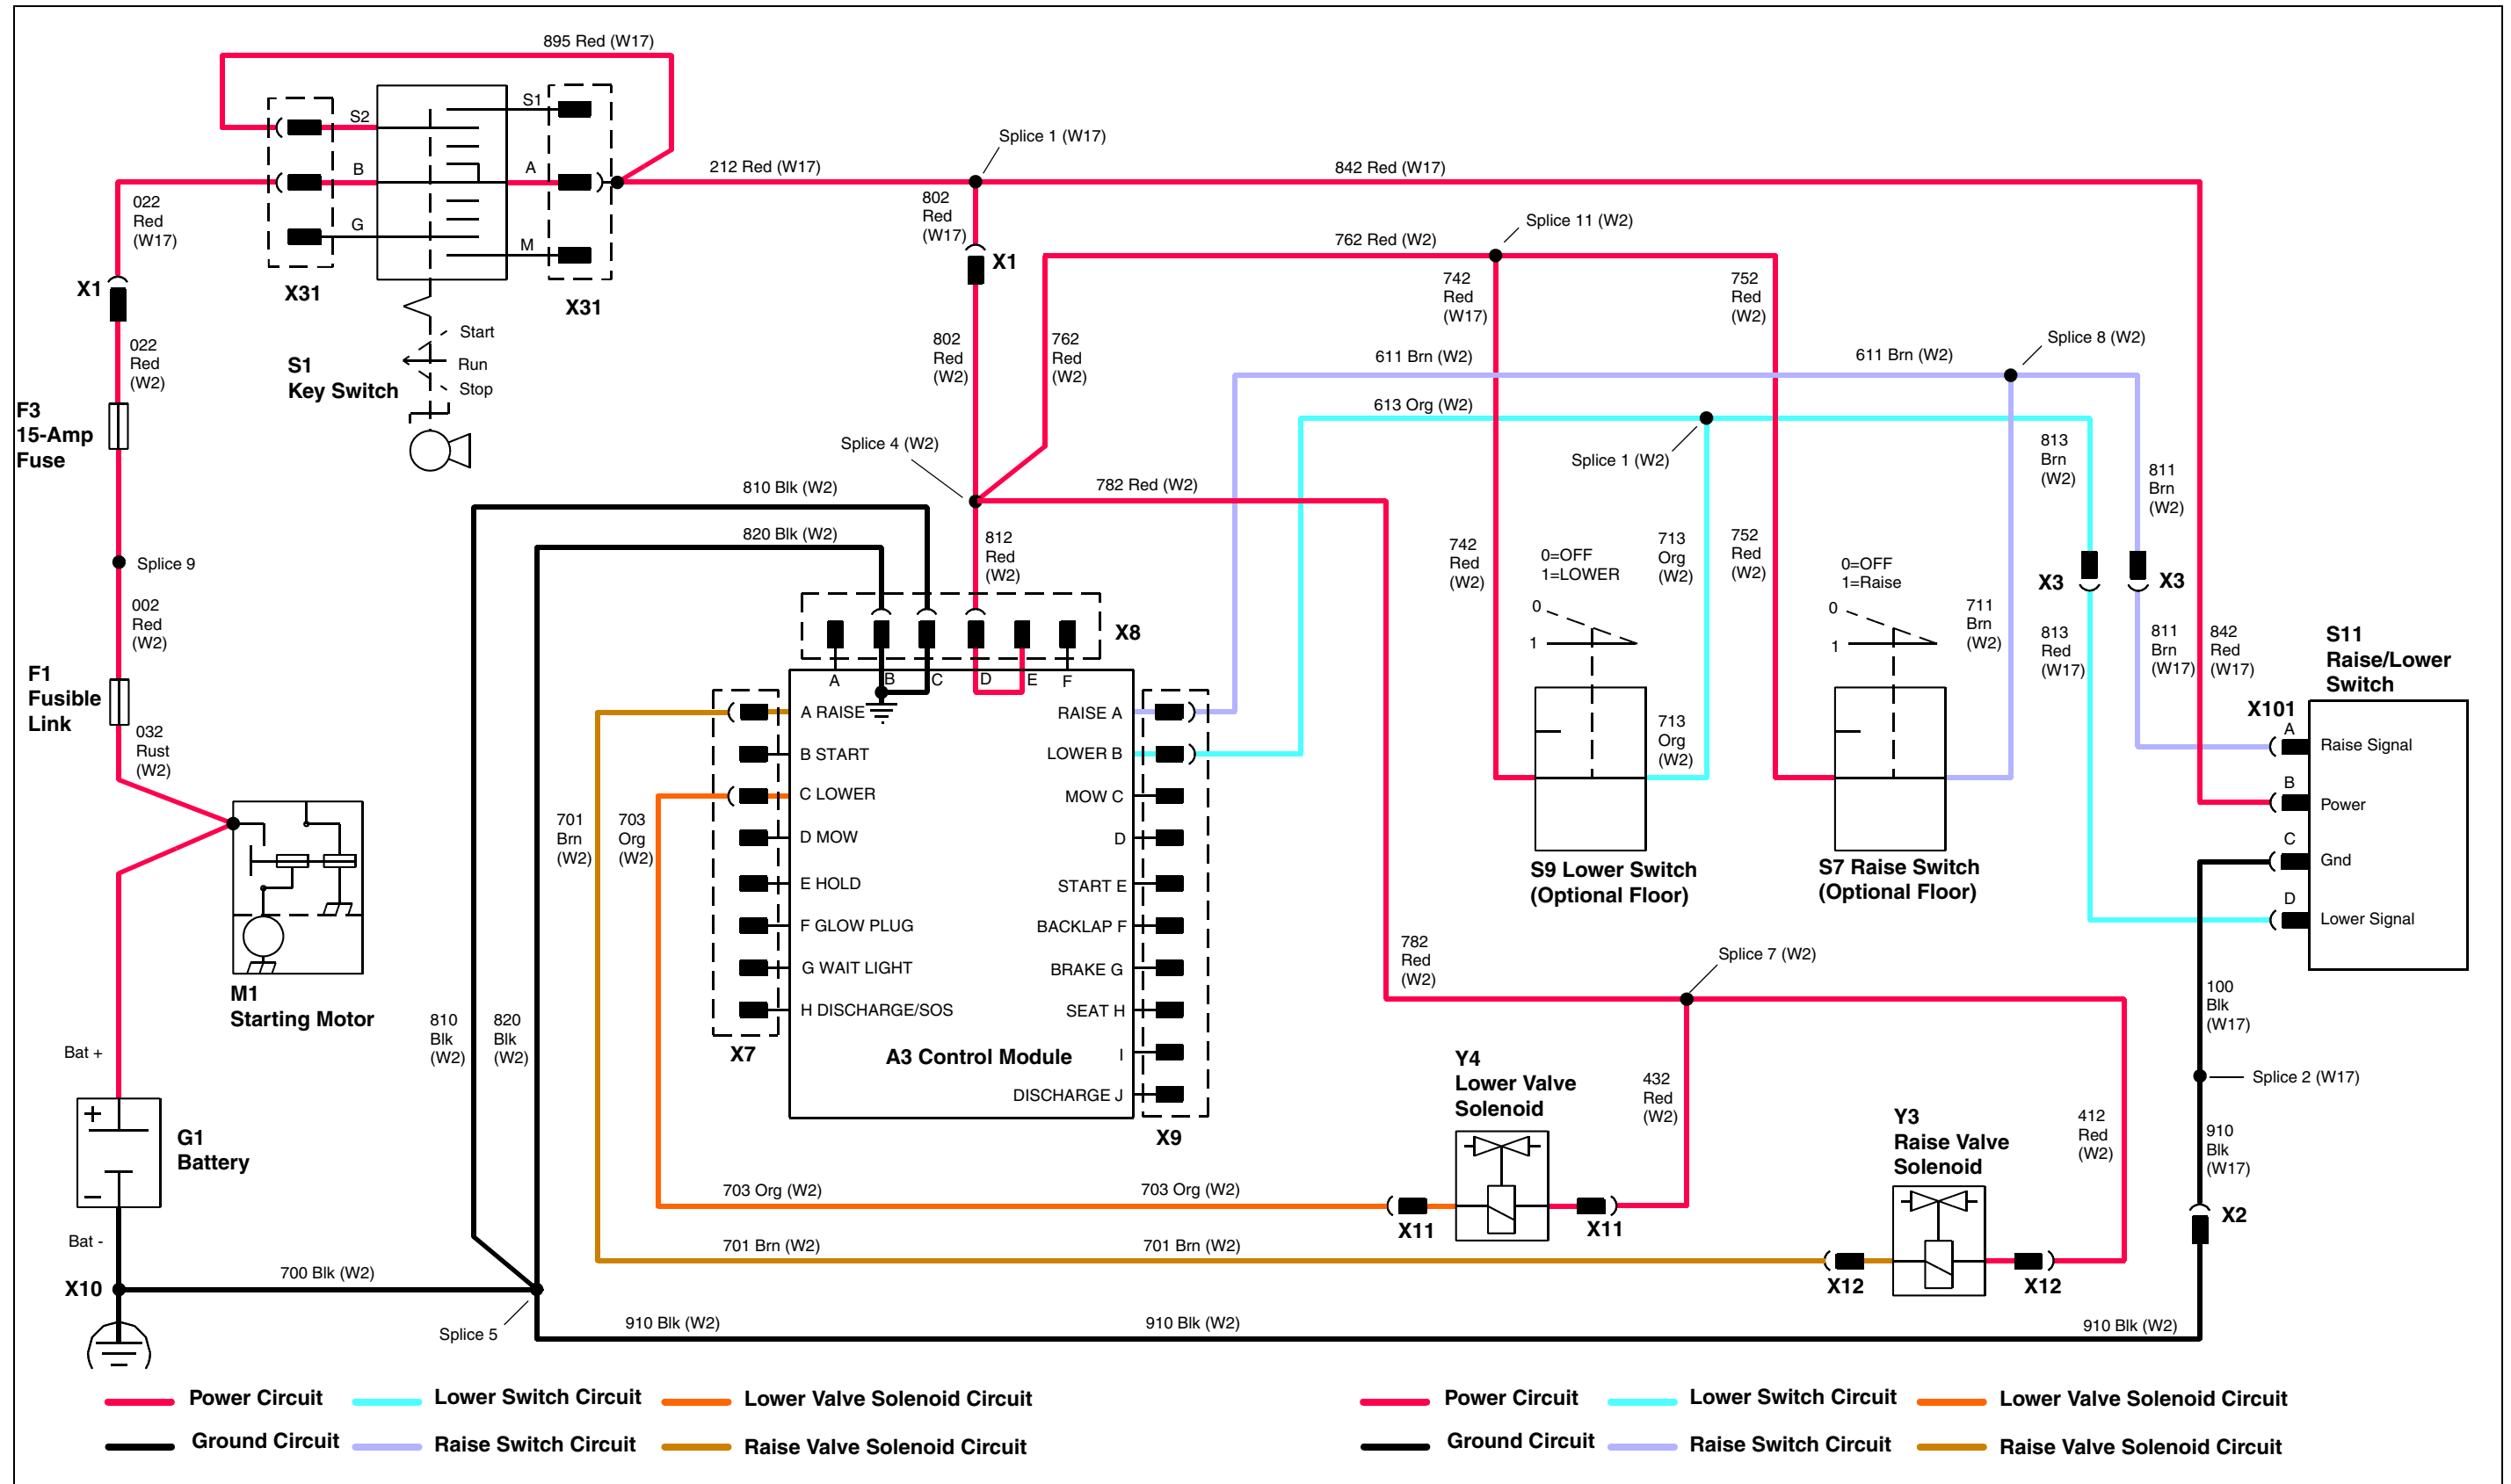 895 Red (W17)
S1
S2
Splice 1 (W17)
B
A
212 Red (W17)
842 Red (W17)
022
Red
(W17)
802
Red
(W17)
Splice 11 (W2)
G
M
762 Red (W2)
X1
X31
X31
X1
742
Red
(W17)
752
Red
(W2)
Start
Run
Stop
S1
Key Switch
022
Red
(W2)
802
Red
(W2)
762
Red
(W2)
611 Brn (W2)
611 Brn (W2)
Splice 8 (W2)
F3
15-Amp
Fuse
613 Org (W2)
Splice 4 (W2)
Splice 1 (W2)
813
Brn
(W2)
811
Brn
(W2)
810 Blk (W2)
782 Red (W2)
820 Blk (W2)
812
Red
(W2)
742
Red
(W2)
0=OFF
1=LOWER
713
Org
(W2)
752
Red
(W2)
0=OFF
1=Raise
Splice 9
X3
X3
002
Red
(W2)
0
1
0
1
711
Brn
(W2)
813
Red
(W17)
811
Brn
(W17)
842
Red
(W17)
S11
Raise/Lower
Switch
X8
F1
Fusible
Link
A
B
C
D
E
F
X101
032
Rust
(W2)
A RAISE
RAISE A
713
Org
(W2)
A
Raise Signal
B START
LOWER B
B
Power
C LOWER
MOW C
701
Brn
(W2)
703
Org
(W2)
D MOW
D
C
Gnd
S9 Lower Switch
(Optional Floor)
S7 Raise Switch
(Optional Floor)
E HOLD
START E
D
Lower Signal
F GLOW PLUG
BACKLAP F
782
Red
(W2)
Splice 7 (W2)
G WAIT LIGHT
BRAKE G
M1
Starting Motor
H DISCHARGE/SOS
SEAT H
100
Blk
(W17)
810
Blk
(W2)
820
Blk
(W2)
Bat +
X7
A3 Control Module
I
Y4
Lower Valve
Solenoid
432
Red
(W2)
Splice 2 (W17)
DISCHARGE J
G1
Battery
X9
Y3
Raise Valve
Solenoid
412
Red
(W2)
910
Blk
(W17)
703 Org (W2)
703 Org (W2)
X11
X11
X2
Bat -
701 Brn (W2)
701 Brn (W2)
X10
700 Blk (W2)
X12
X12
Splice 5
910 Blk (W2)
910 Blk (W2)
910 Blk (W2)
Power Circuit
Lower Switch Circuit
Lower Valve Solenoid Circuit
Power Circuit
Lower Switch Circuit
Lower Valve Solenoid Circuit
Ground Circuit
Raise Switch Circuit
Raise Valve Solenoid Circuit
Ground Circuit
Raise Switch Circuit
Raise Valve Solenoid Circuit